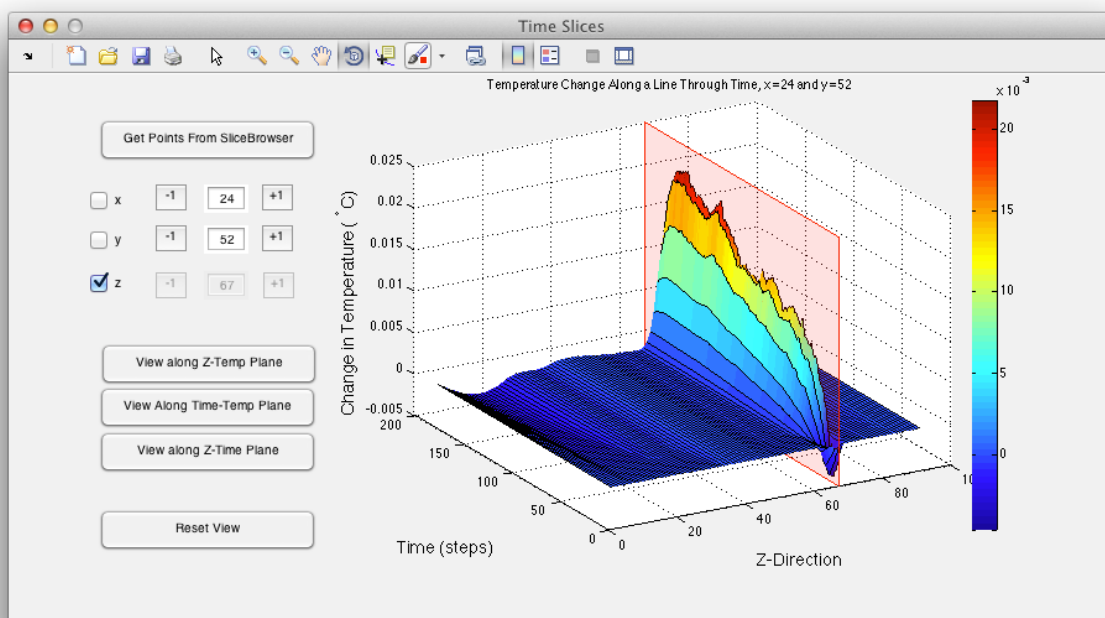 Time Slices
Temperature Change Along a Line Through Time, x=24 and y=52
x 10^-3
Get Points From SliceBrowser
x -1 24 +1
y -1 52 +1
z -1 67 +1
View along Z-Temp Plane
View Along Time-Temp Plane
View along Z-Time Plane
Reset View
Change in Temperature (°C)
0.025
0.02
0.015
0.01
0.005
0
-0.005
200
150
100
50
0
Time (steps)
0
20
40
60
80
10
Z-Direction
20
15
10
5
0